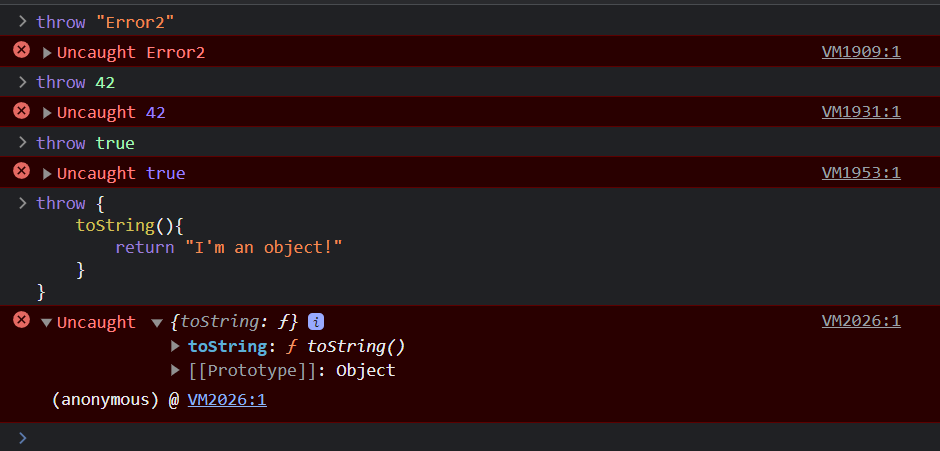 > throw "Error2"
Uncaught Error2 VM1909:1
> throw 42
Uncaught 42 VM1931:1
> throw true
Uncaught true VM1953:1
> throw {
toString(){
return "I'm an object!"
}
}
Uncaught {toString: ƒ} i VM2026:1
toString: ƒ toString()
[[Prototype]]: Object
(anonymous) @ VM2026:1
>